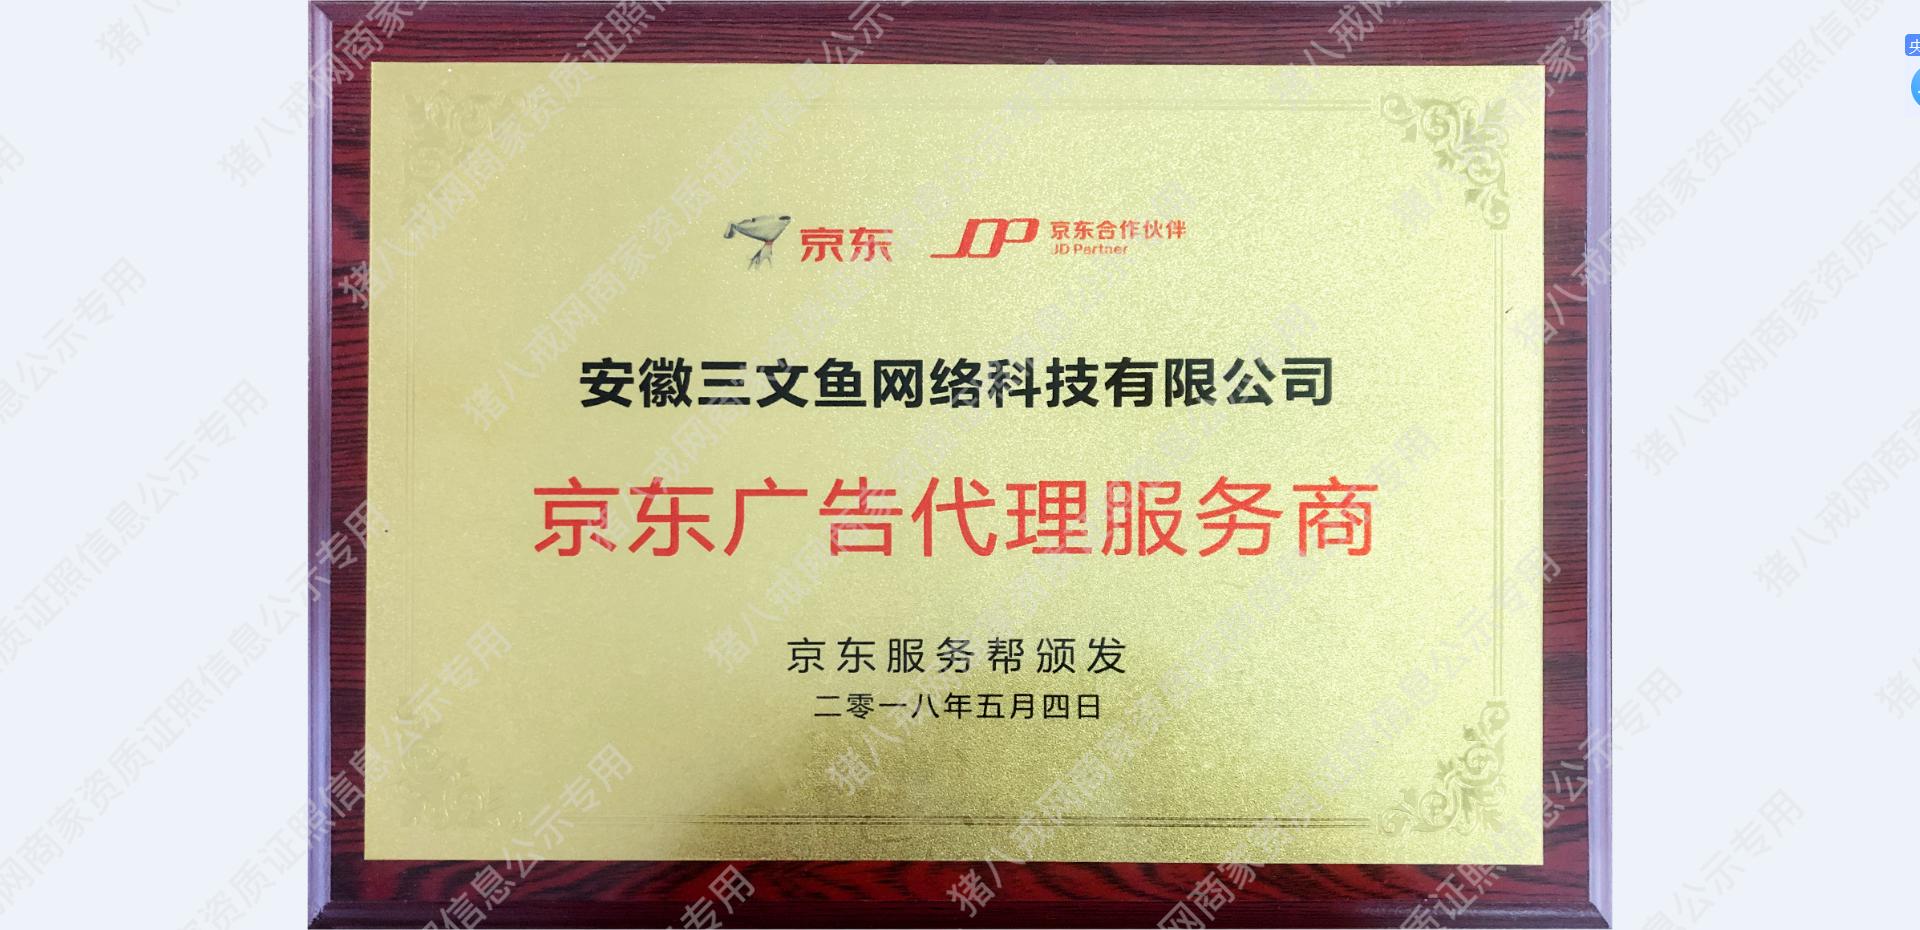 京东 JDP 京东合作伙伴
JD Partner
安徽三文鱼网络科技有限公司
京东广告代理服务商
京东服务帮颁发
二零一八年五月四日
猪八戒网商家资质证照信息公示专用